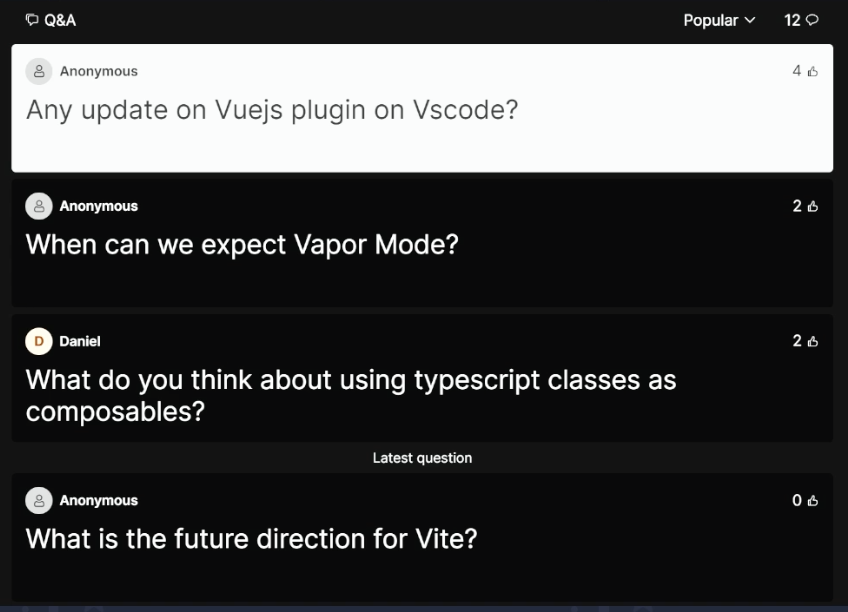 Q&A
Popular
12
Anonymous
4
Any update on Vuejs plugin on Vscode?
Anonymous
2
When can we expect Vapor Mode?
D
Daniel
2
What do you think about using typescript classes as
composables?
Latest question
Anonymous
0
What is the future direction for Vite?